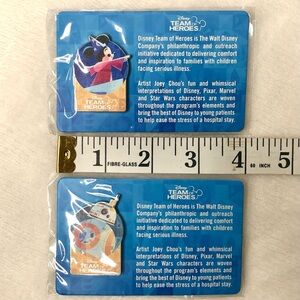 Disney
TEAM of
HEROES
Disney Team of Heroes is The Walt Disney
Company's philanthropic and outreach
initiative dedicated to delivering comfort
and inspiration to families with children
facing serious illness.
Artist Joey Chou's fun and whimsical
interpretations of Disney, Pixar, Marvel
and Star Wars characters are woven
throughout the program's elements and
bring the best of Disney to young patients
to help ease the stress of a hospital stay.
TEAM of
HEROES
1 2 3 4 5
FIBRE-GLASS 60
Disney
TEAM of
HEROES
Disney Team of Heroes is The Walt Disney
Company's philanthropic and outreach
initiative dedicated to delivering comfort
and inspiration to families with children
facing serious illness.
Artist Joey Chou's fun and whimsical
interpretations of Disney, Pixar, Marvel
and Star Wars characters are woven
throughout the program's elements and
bring the best of Disney to young patients
to help ease the stress of a hospital stay.
TEAM of
HEROES